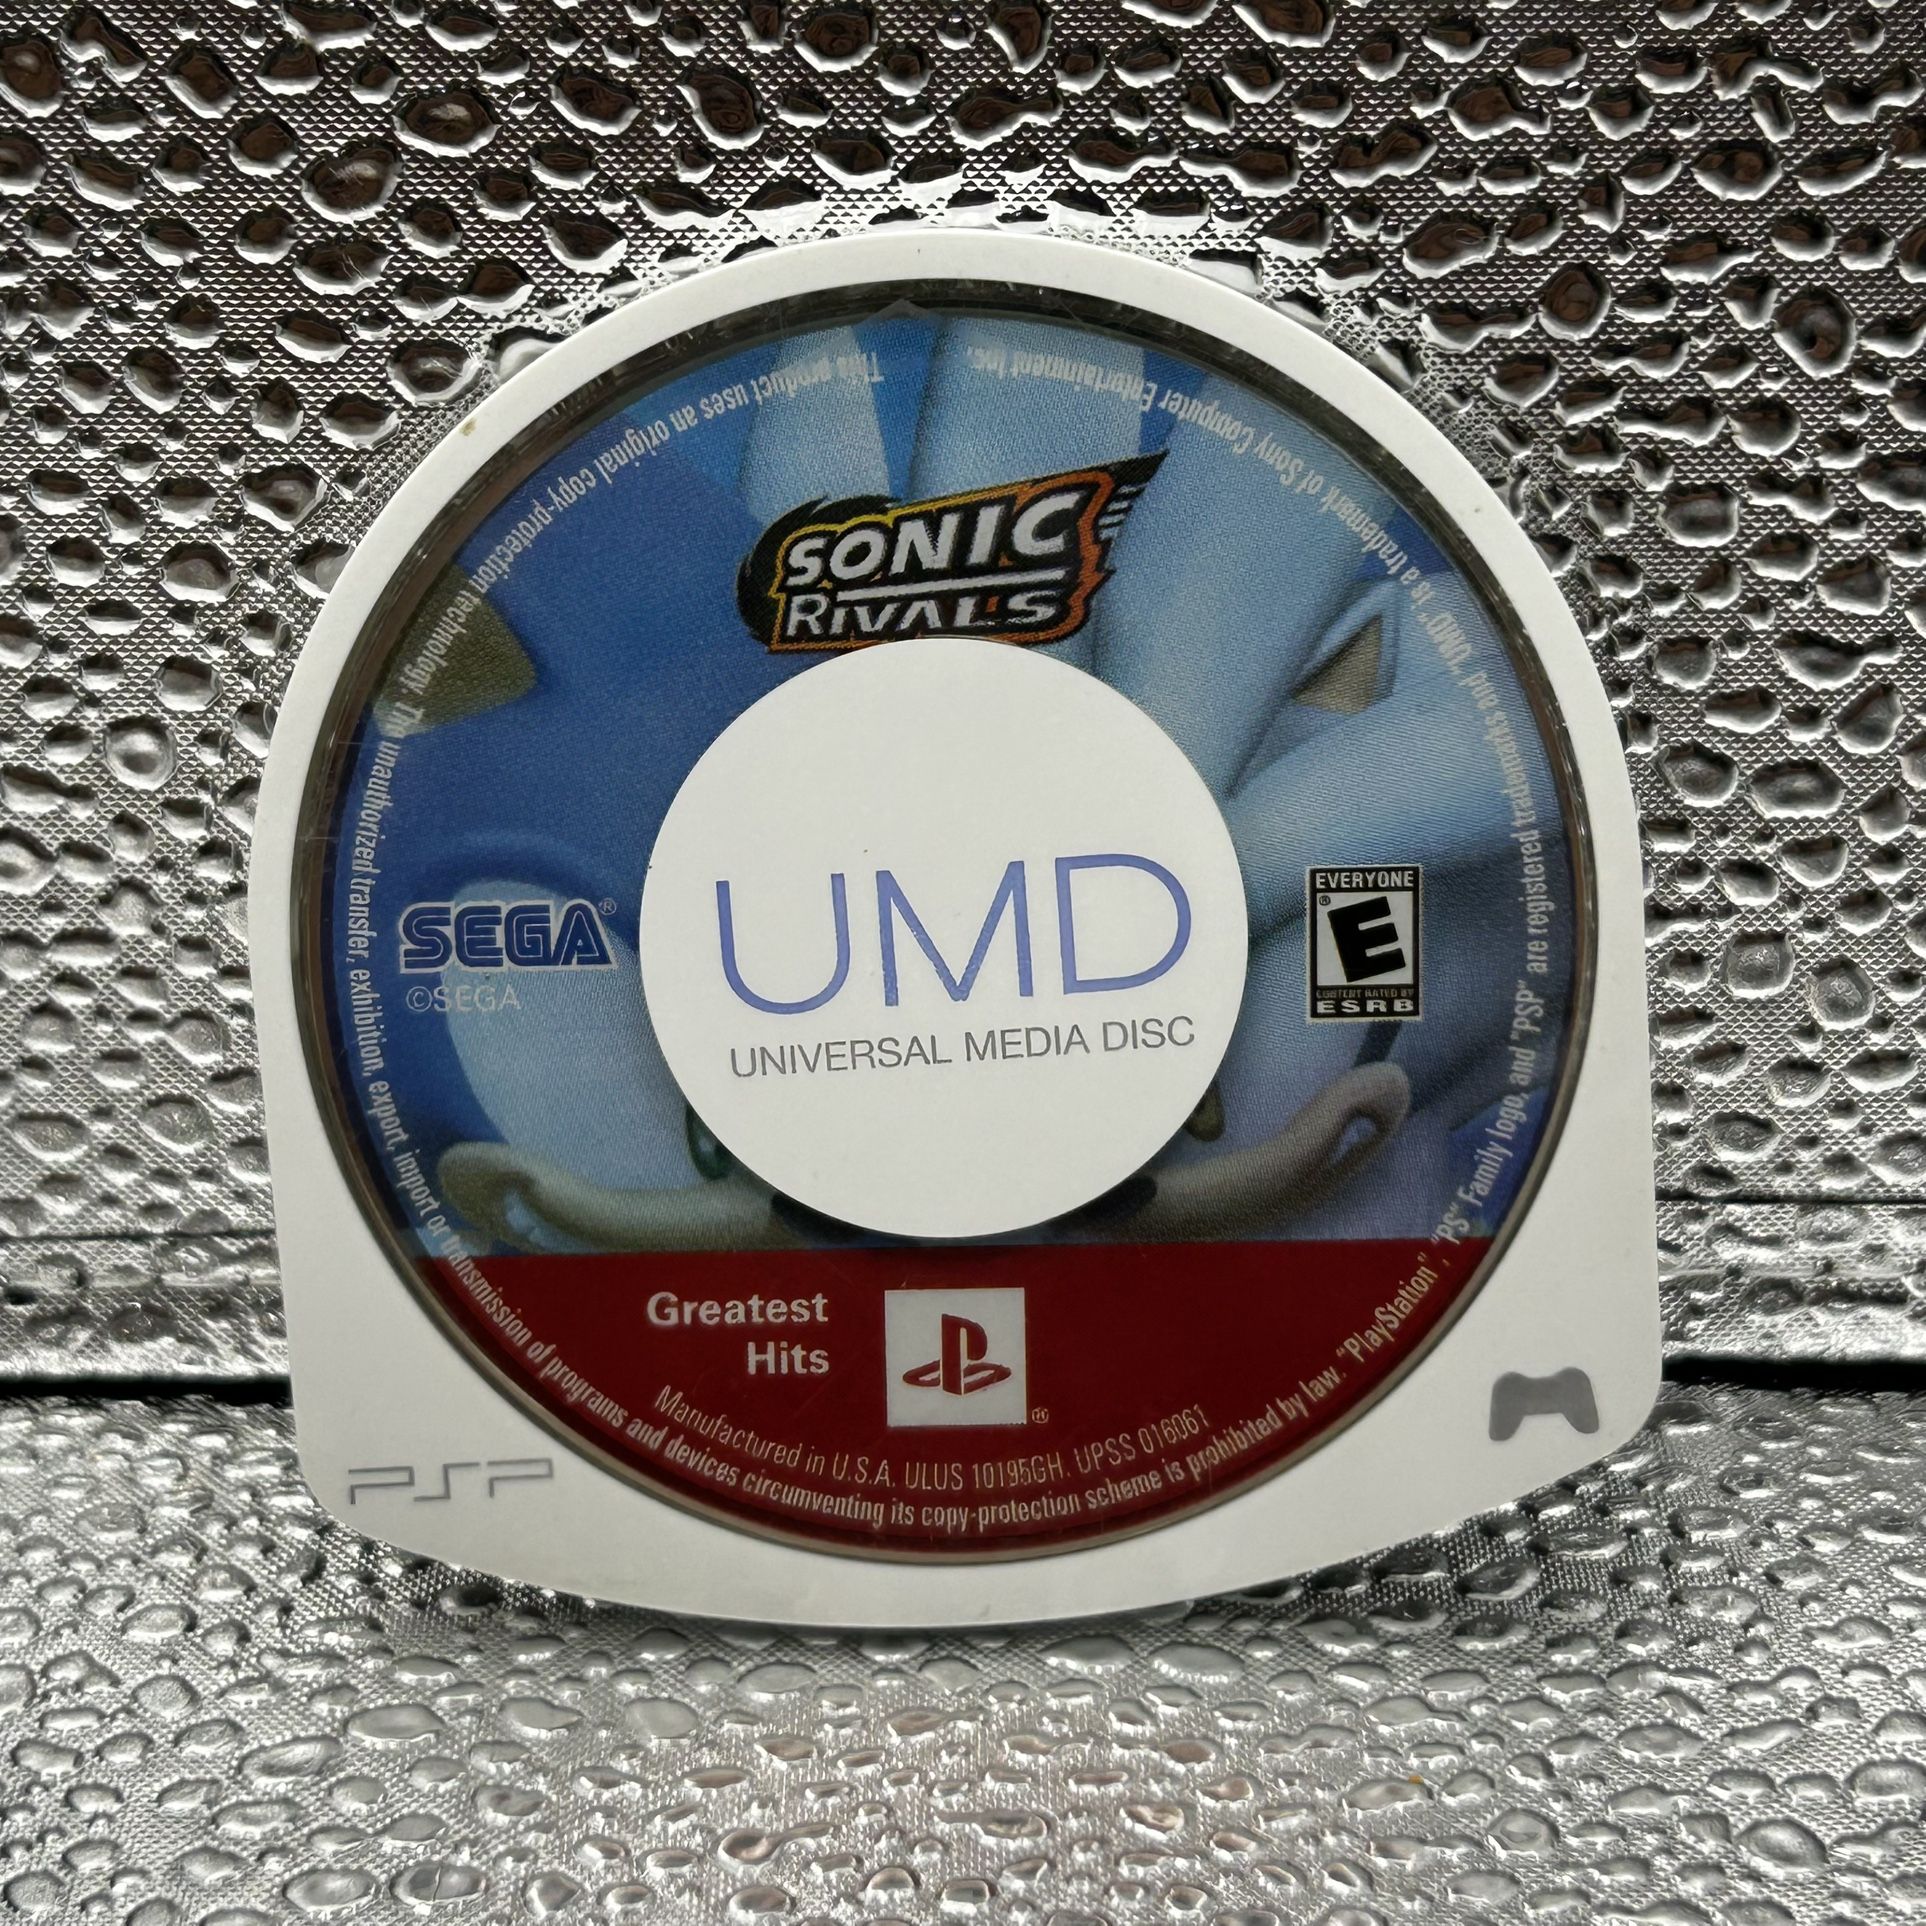 SONIC
RIVALS
UMD
UNIVERSAL MEDIA DISC
SEGA®
©SEGA
EVERYONE
E
®
CONTENT RATED BY
ESRB
Greatest
Hits
®
Manufactured in U.S.A. ULUS 10195GH. UPSS 016061
"PlayStation", "PS" Family logo, and "PSP" are registered trademarks and "UMD" is a trademark of Sony Computer Entertainment Inc.
This product uses an original copy-protection technology. The unauthorized transfer, exhibition, export, import or transmission of programs and devices circumventing its copy-protection scheme is prohibited by law.
PSP